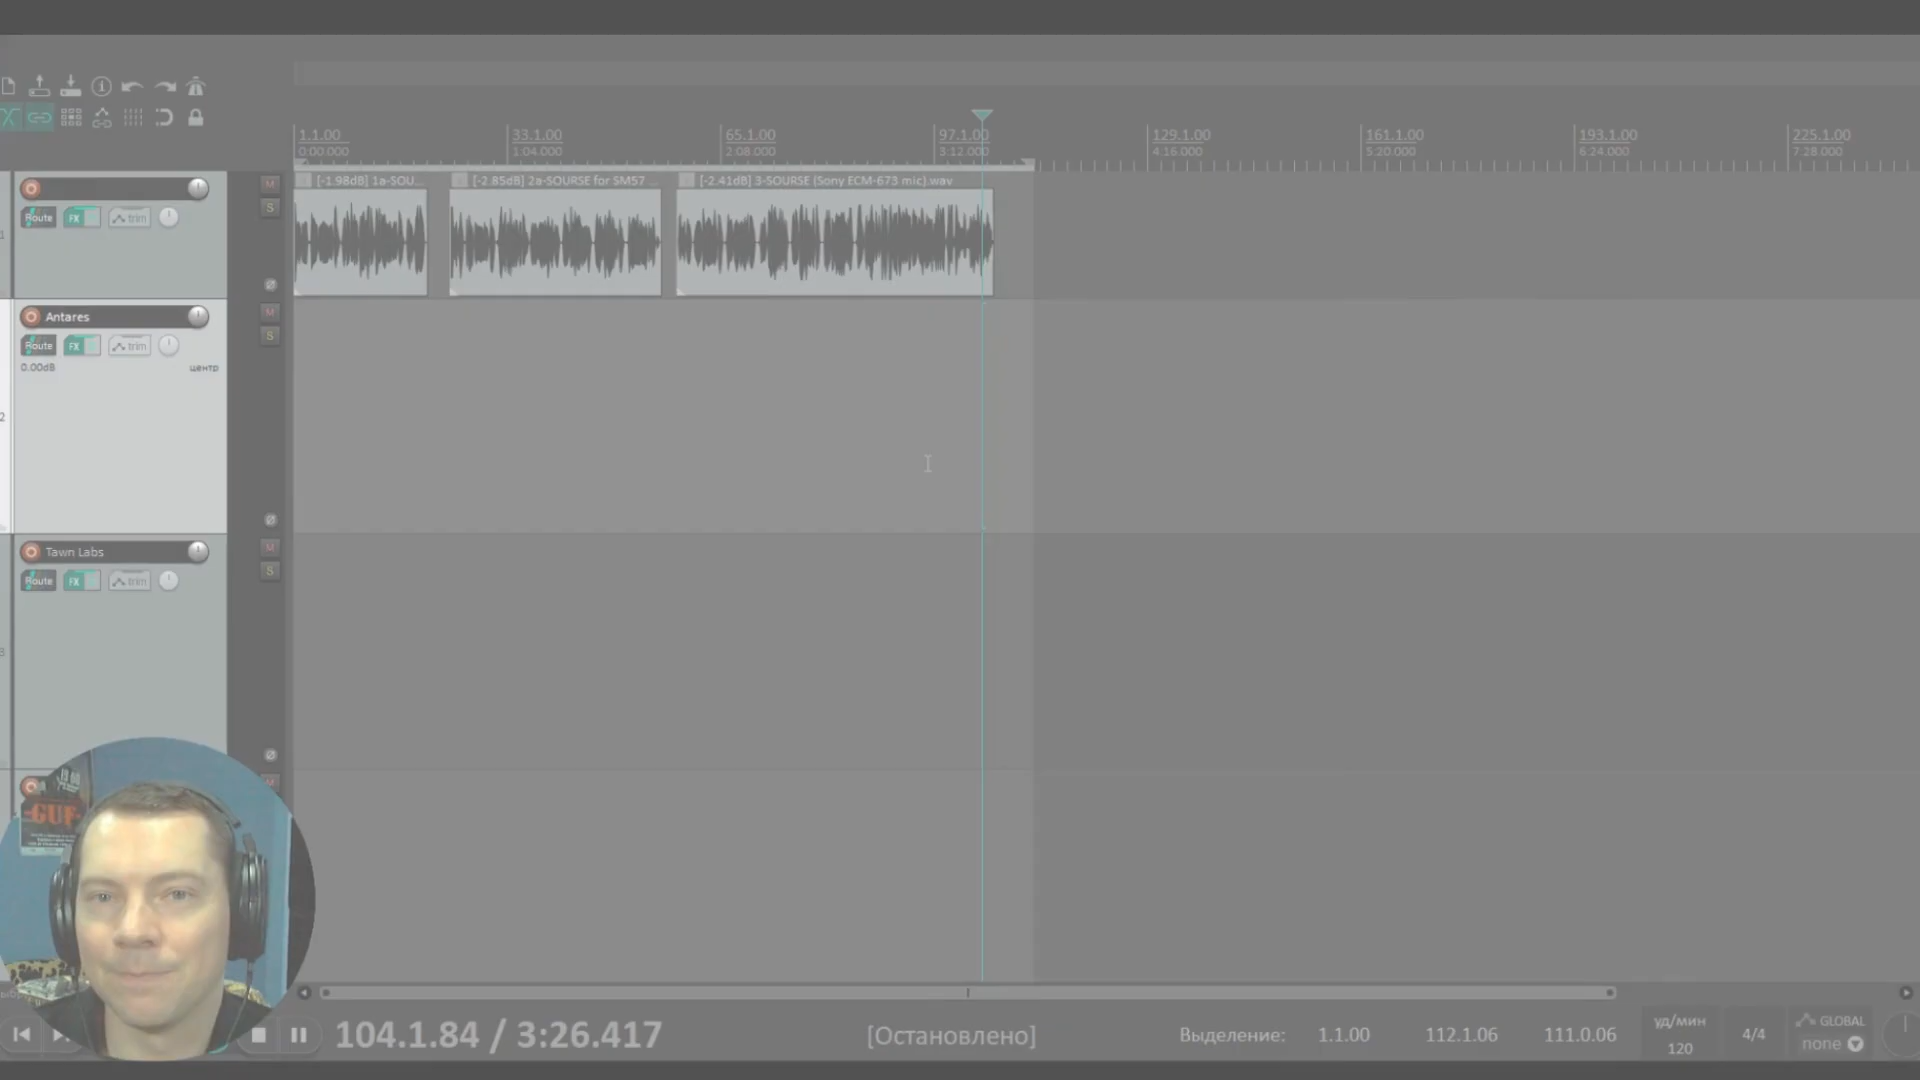 1.1.00 33.1.00 65.1.00 97.1.00 129.1.00 161.1.00 193.1.00 225.1.00
0:00.000 1:04.000 2:08.000 3:12.000 4:16.000 5:20.000 6:24.000 7:28.000
M [-1.98dB] 1a-SOU... [-2.85dB] 2a-SOURSE for SM57 ... [-2.41dB] 3-SOURSE (Sony ECM-673 mic).wav
S
Route FX trim
1
Antares M
S
Route FX trim
0.00dB центр
2
Tawn Labs M
S
Route FX trim
M
GUF
104.1.84 / 3:26.417 [Остановлено] Выделение: 1.1.00 112.1.06 111.0.06
уд/мин
120
4/4
GLOBAL
none